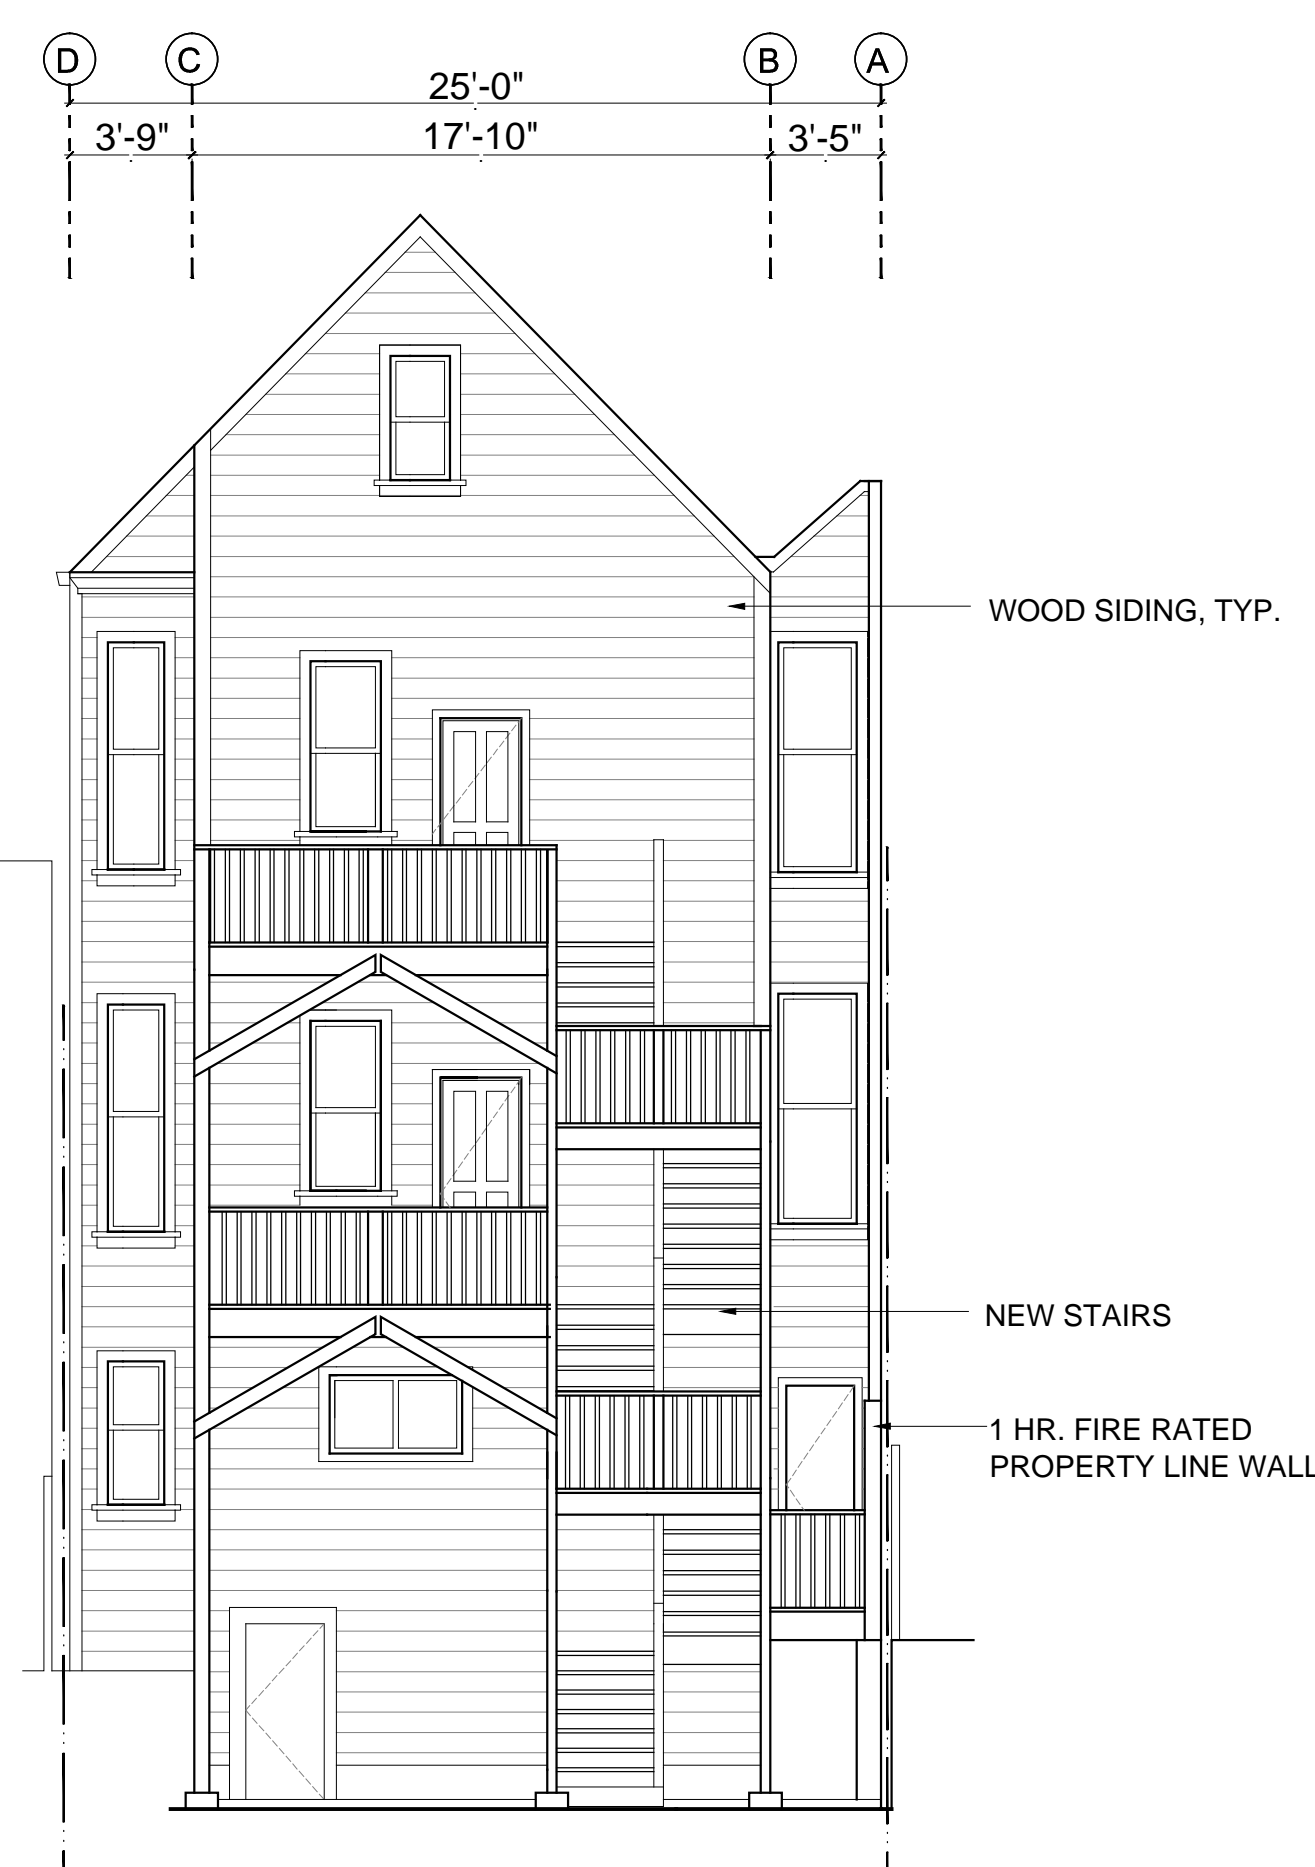 D C B A
25'-0"
3'-9" 17'-10" 3'-5"
WOOD SIDING, TYP.
NEW STAIRS
1 HR. FIRE RATED
PROPERTY LINE WALL